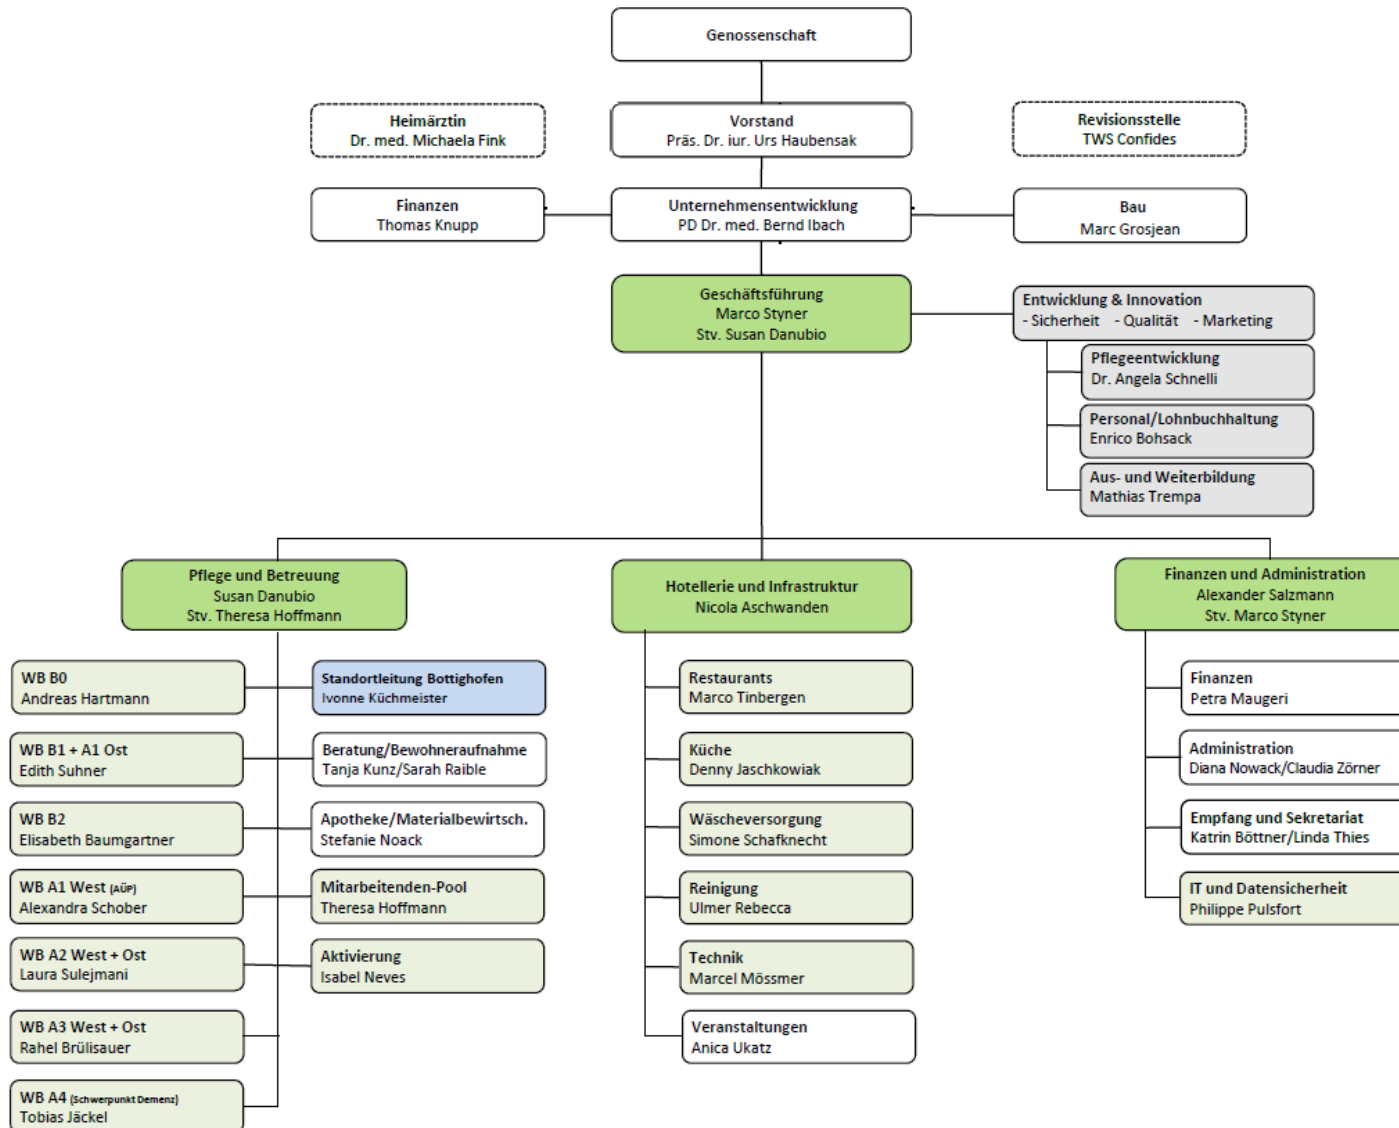 Genossenschaft
Heimärztin
Dr. med. Michaela Fink
Vorstand
Präs. Dr. iur. Urs Haubensak
Revisionsstelle
TWS Confides
Finanzen
Thomas Knupp
Unternehmensentwicklung
PD Dr. med. Bernd Ibach
Bau
Marc Grosjean
Geschäftsführung
Marco Styner
Stv. Susan Danubio
Entwicklung & Innovation
- Sicherheit - Qualität - Marketing
Pflegeentwicklung
Dr. Angela Schnelli
Personal/Lohnbuchhaltung
Enrico Bohsack
Aus- und Weiterbildung
Mathias Trempa
Pflege und Betreuung
Susan Danubio
Stv. Theresa Hoffmann
Hotellerie und Infrastruktur
Nicola Aschwanden
Finanzen und Administration
Alexander Salzmann
Stv. Marco Styner
WB B0
Andreas Hartmann
WB B1 + A1 Ost
Edith Suhner
WB B2
Elisabeth Baumgartner
WB A1 West (AÜP)
Alexandra Schober
WB A2 West + Ost
Laura Sulejmani
WB A3 West + Ost
Rahel Brülisauer
WB A4 (Schwerpunkt Demenz)
Tobias Jäckel
Standortleitung Bottighofen
Ivonne Küchmeister
Beratung/Bewohneraufnahme
Tanja Kunz/Sarah Raible
Apotheke/Materialbewirtsch.
Stefanie Noack
Mitarbeitenden-Pool
Theresa Hoffmann
Aktivierung
Isabel Neves
Restaurants
Marco Tinbergen
Küche
Denny Jaschkowiak
Wäscheversorgung
Simone Schafknecht
Reinigung
Ulmer Rebecca
Technik
Marcel Mössmer
Veranstaltungen
Anica Ukatz
Finanzen
Petra Maugeri
Administration
Diana Nowack/Claudia Zörner
Empfang und Sekretariat
Katrin Böttner/Linda Thies
IT und Datensicherheit
Philippe Pulsfort